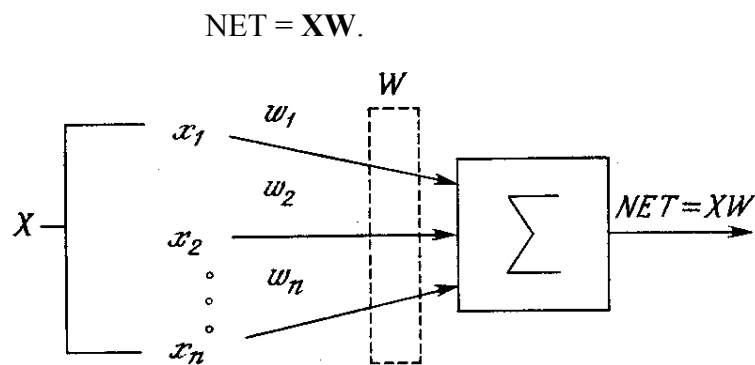 NET = XW.
W
w₁
x₁
w₂
X
x₂
NET=XW
wₙ
xₙ
Σ